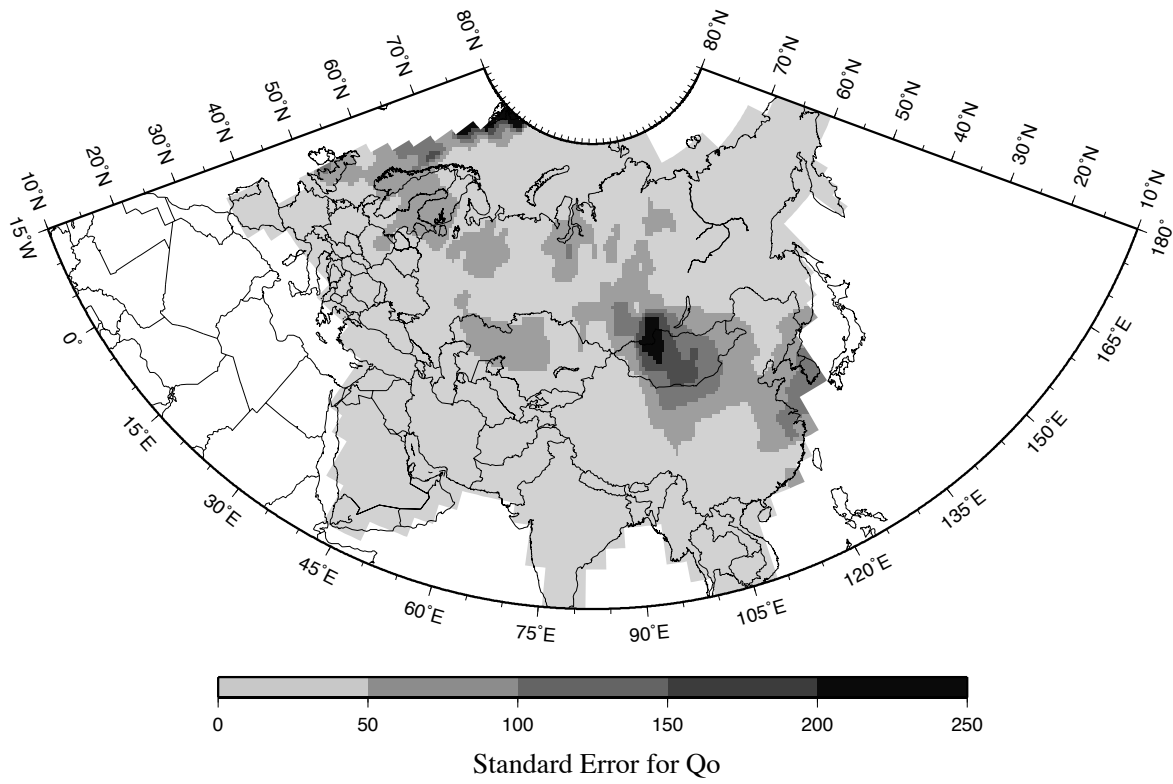 80˚N
80˚N
70˚N
70˚N
60˚N
60˚N
50˚N
50˚N
40˚N
40˚N
30˚N
30˚N
20˚N
20˚N
10˚N
10˚N
15˚W
180˚
0˚
165˚E
15˚E
150˚E
30˚E
135˚E
45˚E
120˚E
60˚E
105˚E
75˚E
90˚E
0 50 100 150 200 250
Standard Error for Qo